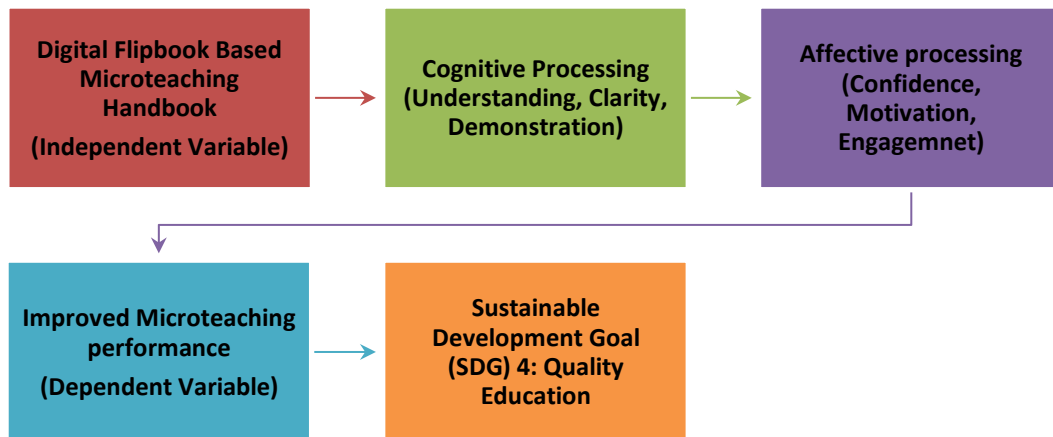 Digital Flipbook Based
Microteaching
Handbook
(Independent Variable)
Cognitive Processing
(Understanding, Clarity,
Demonstration)
Affective processing
(Confidence,
Motivation,
Engagemnet)
Improved Microteaching
performance
(Dependent Variable)
Sustainable
Development Goal
(SDG) 4: Quality
Education